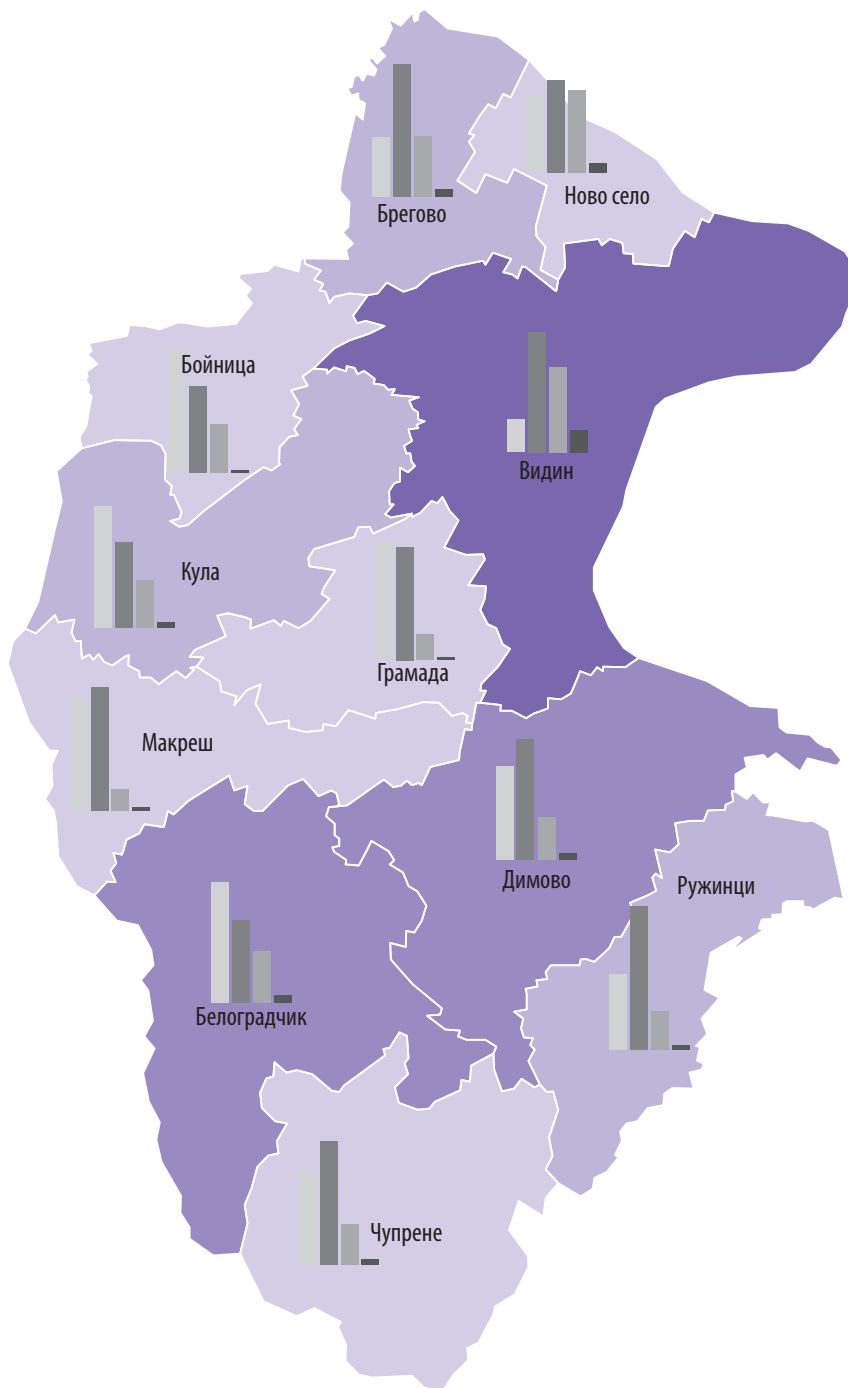 Ново село
Брегово
Бойница
Видин
Кула
Грамада
Макреш
Димово
Ружинци
Белоградчик
Чупрене